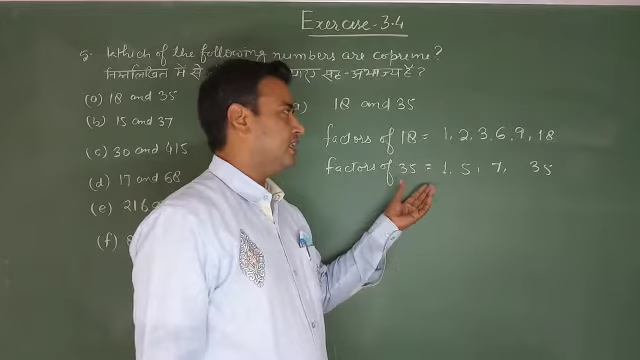 Exercise-3.4
5. Which of the following numbers are coprime?
निम्नलिखित में से सह-अभाज्य है?
(a) 18 and 35
(b) 15 and 37
(c) 30 and 415
(d) 17 and 68
(e) 216
(f)
a) 18 and 35
factors of 18 = 1, 2, 3, 6, 9, 18
factors of 35 = 1, 5, 7, 35